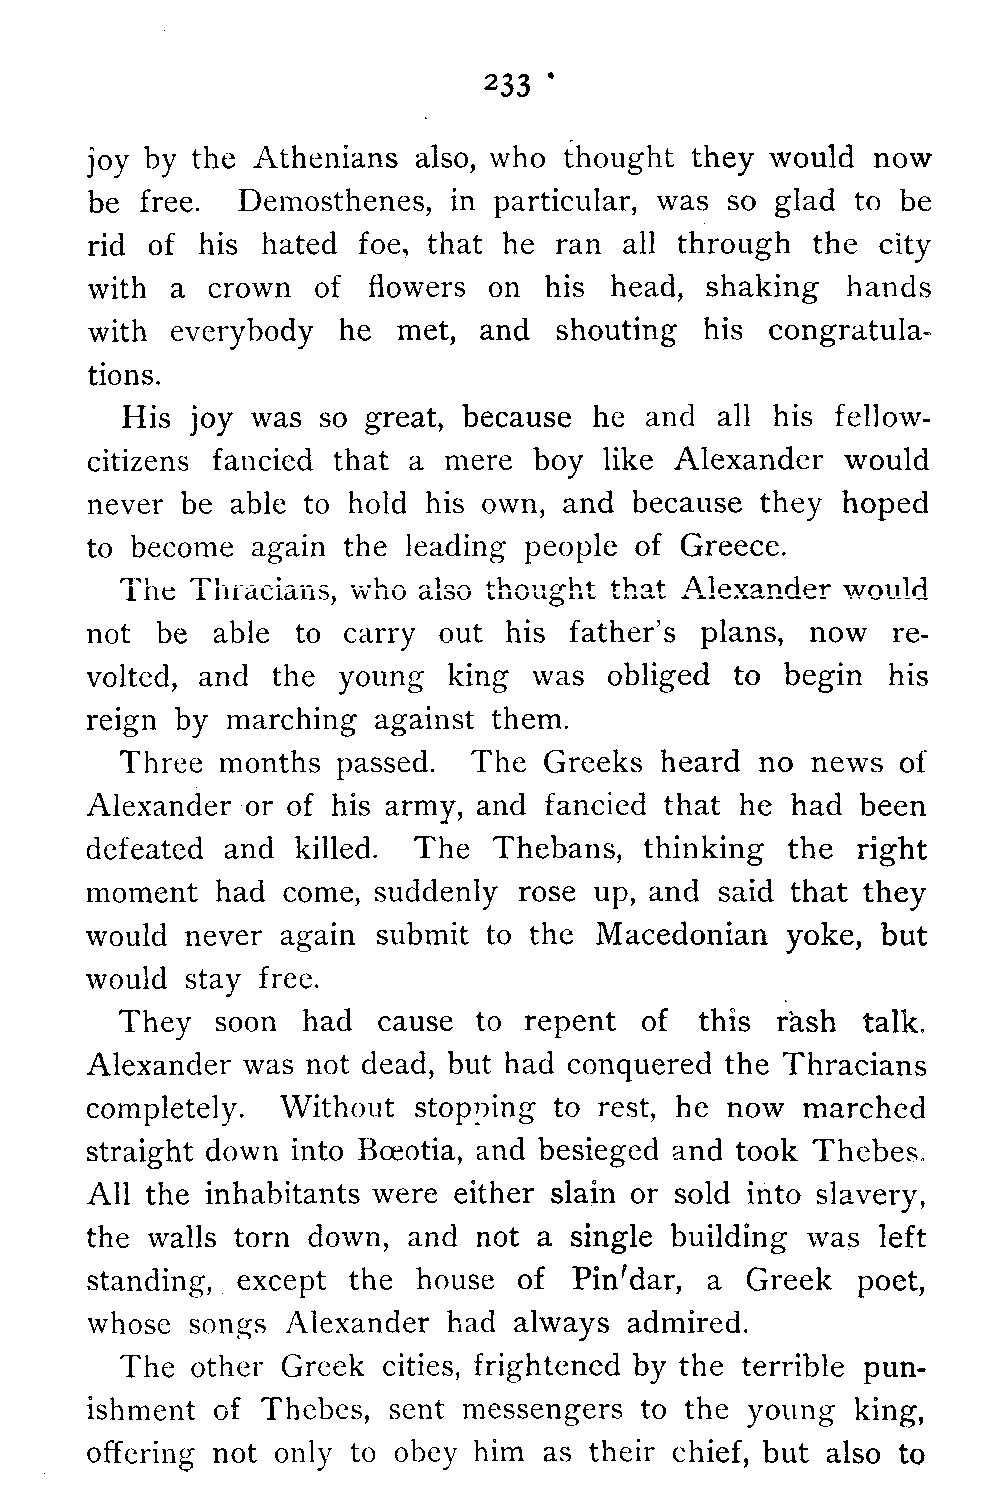 233
joy by the Athenians also, who thought they would now
be free. Demosthenes, in particular, was so glad to be
rid of his hated foe, that he ran all through the city
with a crown of flowers on his head, shaking hands
with everybody he met, and shouting his congratula-
tions.
His joy was so great, because he and all his fellow-
citizens fancied that a mere boy like Alexander would
never be able to hold his own, and because they hoped
to become again the leading people of Greece.
The Thracians, who also thought that Alexander would
not be able to carry out his father's plans, now re-
volted, and the young king was obliged to begin his
reign by marching against them.
Three months passed. The Greeks heard no news of
Alexander or of his army, and fancied that he had been
defeated and killed. The Thebans, thinking the right
moment had come, suddenly rose up, and said that they
would never again submit to the Macedonian yoke, but
would stay free.
They soon had cause to repent of this rash talk.
Alexander was not dead, but had conquered the Thracians
completely. Without stopping to rest, he now marched
straight down into Bœotia, and besieged and took Thebes.
All the inhabitants were either slain or sold into slavery,
the walls torn down, and not a single building was left
standing, except the house of Pin′dar, a Greek poet,
whose songs Alexander had always admired.
The other Greek cities, frightened by the terrible pun-
ishment of Thebes, sent messengers to the young king,
offering not only to obey him as their chief, but also to